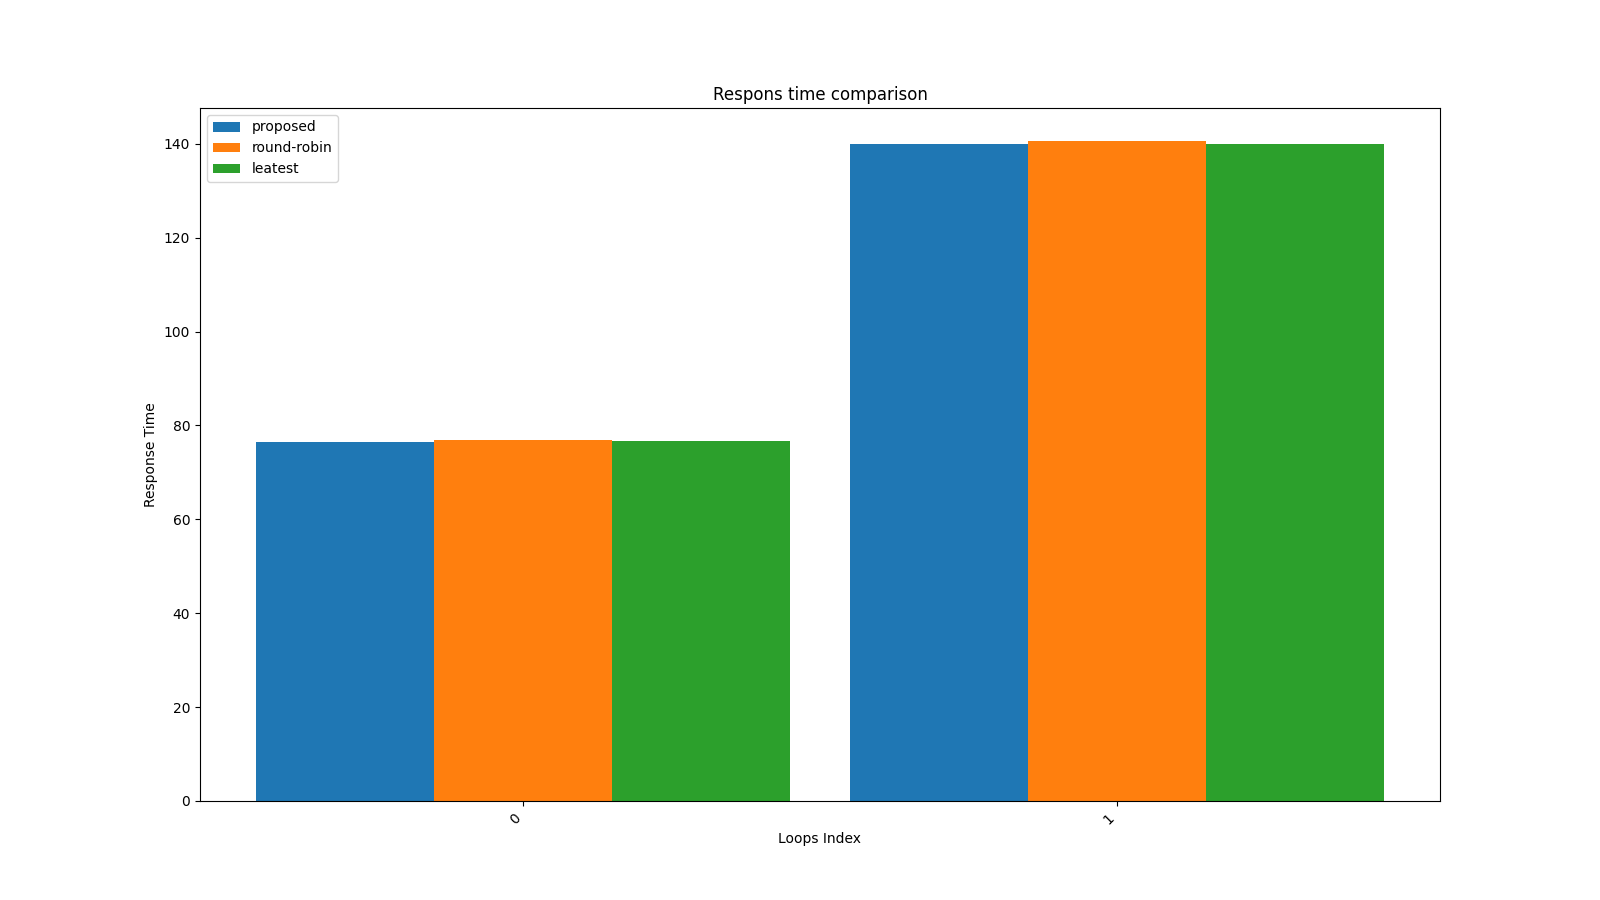 Respons time comparison
proposed
round-robin
leatest
140
120
100
80
60
40
20
0
Response Time
0
1
Loops Index